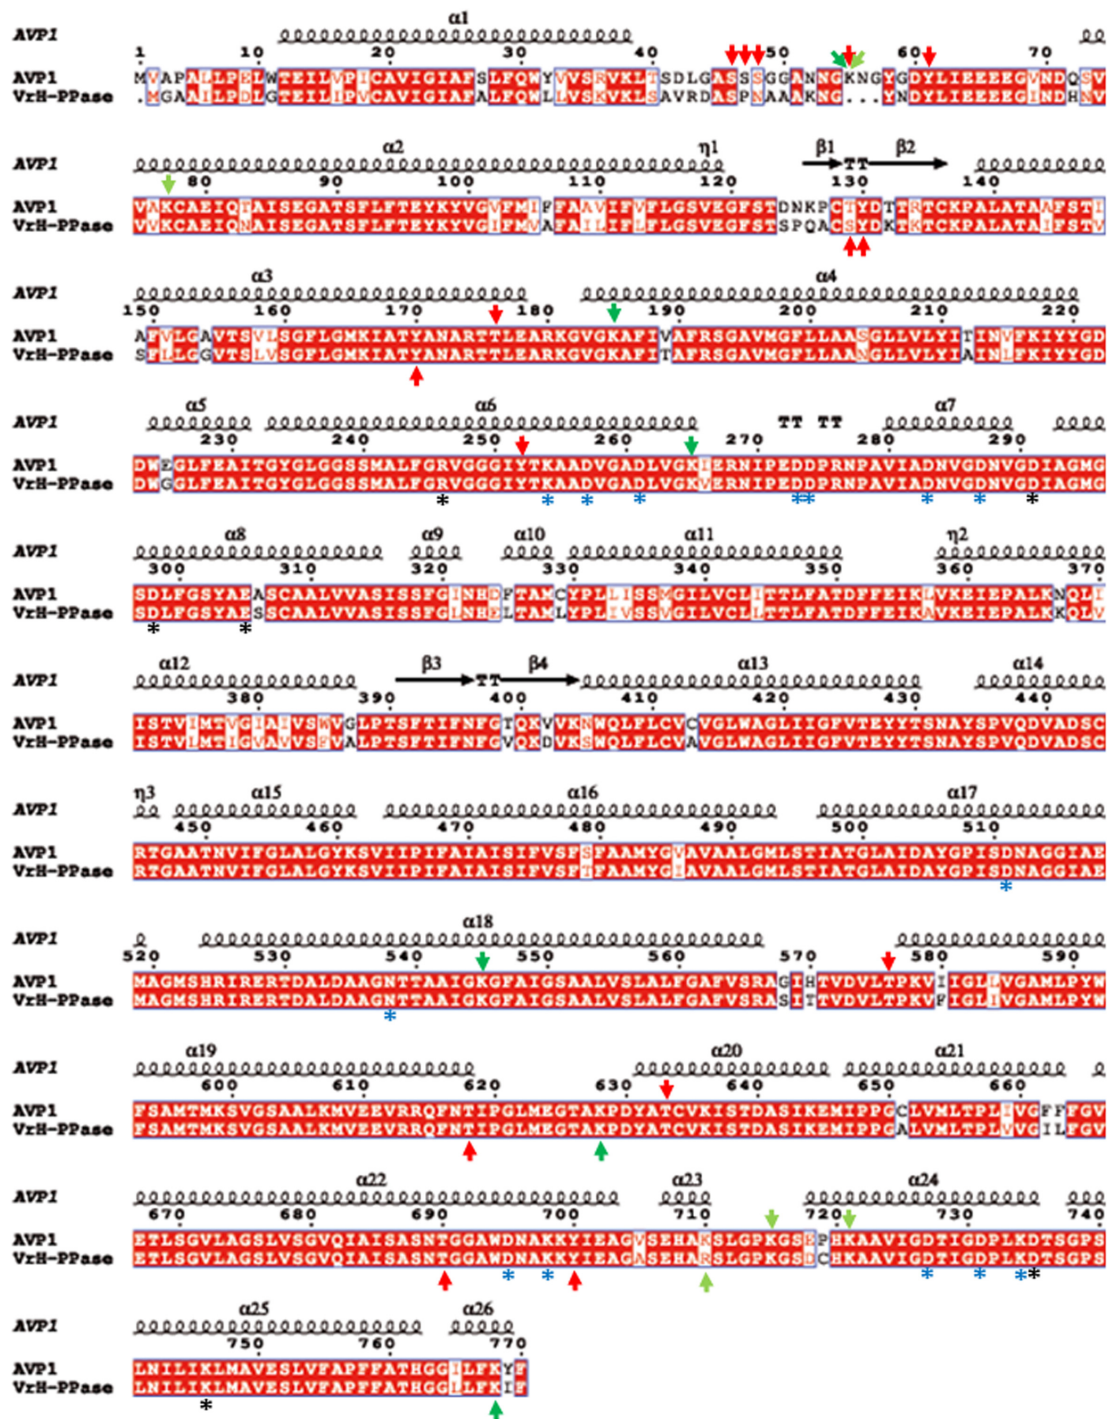 α1
AVP1
1 10 20 30 40 50 60 70
AVP1 MVAPALLPELWTEILVPICAVIGIAFSLFQWYVVSRVKLTSDLGASSSGGANNGKNGYGDYLIEEEEGVNDQSV
VrH-PPase .MGAAILPDLGTEILIPVCAVIGIAFALFQWLLVSKVKLSAVRDASPNAAAKNG...YNDYLIEEEEGINDHNV
α2 η1 β1 β2
AVP1 TT
80 90 100 110 120 130 140
AVP1 VAKCAEIQTAISEGATSFLFTEYKYVGVFMIFFAAVIFVFLGSVEGFSTDNKPCTYDTTRTCKPALATAAFSTI
VrH-PPase VVKCAEIQNAISEGATSFLFTEYKYVGIFMVAFAILIFLFLGSVEGFSTSPQACSYDKTKTCKPALATAIFSTV
α3 α4
AVP1
150 160 170 180 190 200 210 220
AVP1 AFVLGAVTSVLSGFLGMKIATYANARTTLEARKGVGKAFIVAFRSGAVMGFLLAASGLLVLYITINVFKIYYGD
VrH-PPase SFLLGGVTSLVSGFLGMKIATYANARTTLEARKGVGKAFITAFRSGAVMGFLLAANGLLVLYIAINLFKIYYGD
α5 α6 α7
AVP1 TT TT
230 240 250 260 270 280 290
AVP1 DWEGLFEAITGYGLGGSSMALFGRVGGGIYTKAADVGADLVGKIERNIPEDDPRNPAVIADNVGDNVGDIAGMG
VrH-PPase DWGGLFEAITGYGLGGSSMALFGRVGGGIYTKAADVGADLVGKVERNIPEDDPRNPAVIADNVGDNVGDIAGMG
* * * * * * * * *
α8 α9 α10 α11 η2
AVP1
300 310 320 330 340 350 360 370
AVP1 SDLFGSYAEASCAALVVASISSFGINHDFTAMCYPLLISSMGILVCLITTLFATDFFEIKLVKEIEPALKNQLI
VrH-PPase SDLFGSYAESSCAALVVASISSFGLNHELTAMLYPLIVSSVGILVCLLTTLFATDFFEIKAVKEIEPALKKQLV
* *
α12 β3 β4 α13 α14
AVP1 TT
380 390 400 410 420 430 440
AVP1 ISTVIMTVGIAIVSWVGLPTSFTIFNFGTQKVVKNWQLFLCVCVGLWAGLIIGFVTEYYTSNAYSPVQDVADSC
VrH-PPase ISTVLMTIGVAVVSFVALPTSFTIFNFGVQKDVKSWQLFLCVAVGLWAGLIIGFVTEYYTSNAYSPVQDVADSC
η3 α15 α16 α17
AVP1
450 460 470 480 490 500 510
AVP1 RTGAATNVIFGLALGYKSVIIPIFAIAISIFVSFSFAAMYGVAVAALGMLSTIATGLAIDAYGPISDNAGGIAE
VrH-PPase RTGAATNVIFGLALGYKSVIIPIFAIAISIFVSFTFAAMYGIAVAALGMLSTIATGLAIDAYGPISDNAGGIAE
*
α18
AVP1
520 530 540 550 560 570 580 590
AVP1 MAGMSHRIRERTDALDAAGNTTAAIGKGFAIGSAALVSLALFGAFVSRAGIHTVDVLTPKVIIGLLVGAMLPYW
VrH-PPase MAGMSHRIRERTDALDAAGNTTAAIGKGFAIGSAALVSLALFGAFVSRASITTVDVLTPKVFIGLIVGAMLPYW
*
α19 α20 α21
AVP1
600 610 620 630 640 650 660
AVP1 FSAMTMKSVGSAALKMVEEVRRQFNTIPGLMEGTAKPDYATCVKISTDASIKEMIPPGCLVMLTPLIVGFFFGV
VrH-PPase FSAMTMKSVGSAALKMVEEVRRQFNTIPGLMEGTAKPDYATCVKISTDASIKEMIPPGALVMLTPLVVGILFGV
α22 α23 α24
AVP1
670 680 690 700 710 720 730 740
AVP1 ETLSGVLAGSLVSGVQIAISASNTGGAWDNAKKYIEAGVSEHAKSLGPKGSEPHKAAVIGDTIGDPLKDTSGPS
VrH-PPase ETLSGVLAGSLVSGVQIAISASNTGGAWDNAKKYIEAGASEHARSLGPKGSDCHKAAVIGDTIGDPLKDTSGPS
* * * * * *
α25 α26
AVP1
750 760 770
AVP1 LNILIKLMAVESLVFAPFFATHGGILFKYF
VrH-PPase LNILIKLMAVESLVFAPFFATHGGLLFKIF
*